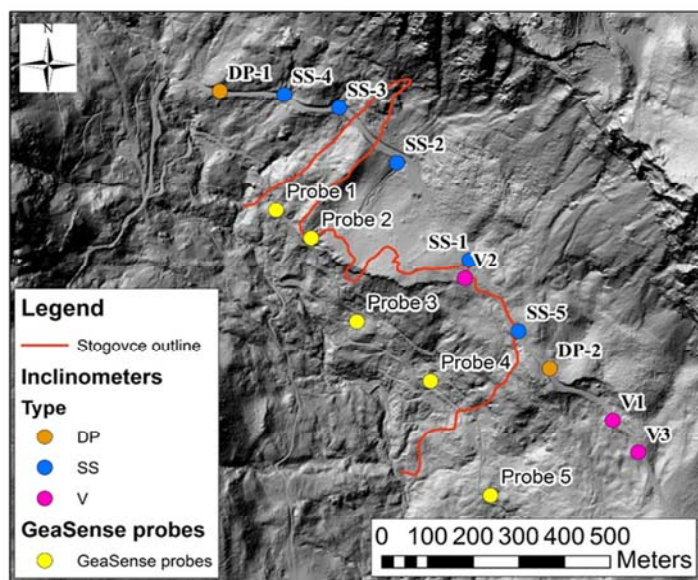 N
DP-1
SS-4
SS-3
SS-2
Probe 1
Probe 2
SS-1
V2
Probe 3
SS-5
Probe 4
DP-2
V1
V3
Probe 5
Legend
Stogovce outline
Inclinometers
Type
DP
SS
V
GeaSense probes
GeaSense probes
0 100 200 300 400 500
Meters